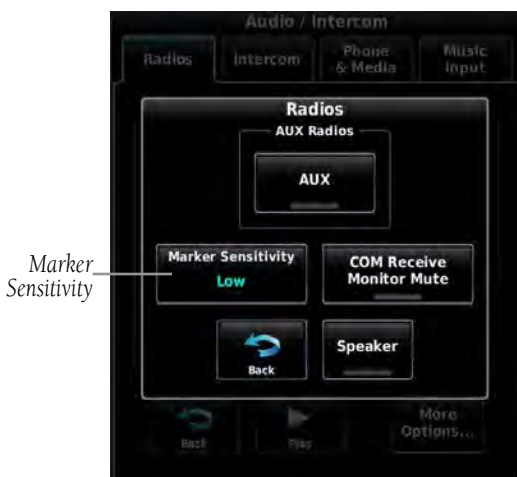 Audio / Intercom
Radios
Intercom
Phone
& Media
Music
Input
Radios
AUX Radios
AUX
Marker
Sensitivity
Marker Sensitivity
Low
COM Receive
Monitor Mute
Back
Speaker
Back
Play
More
Options...